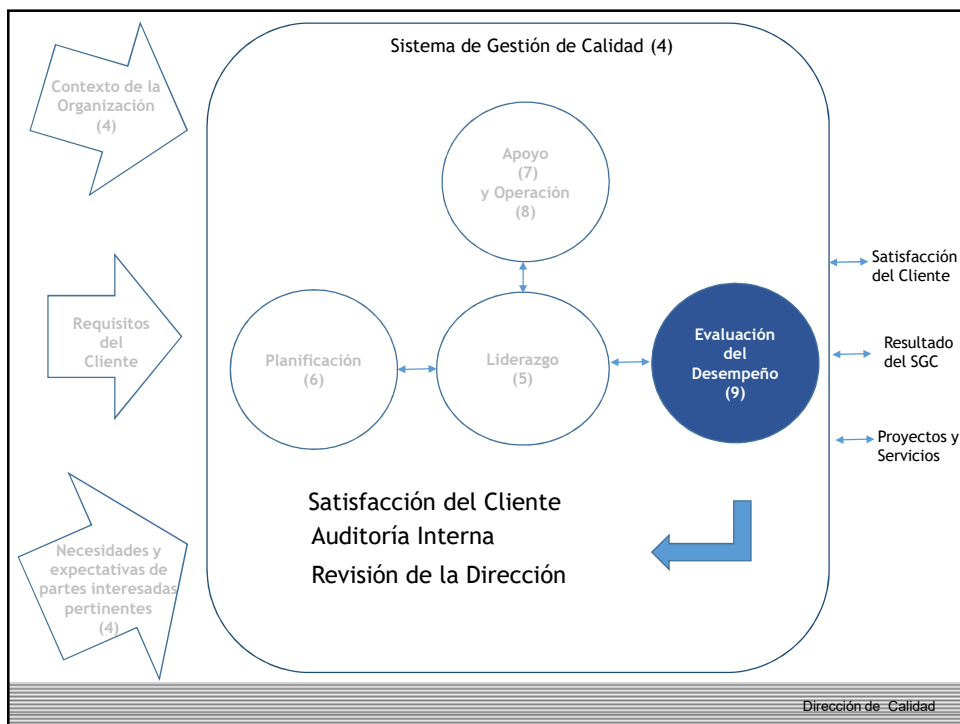 Sistema de Gestión de Calidad (4)
Contexto de la
Organización
(4)
Requisitos
del
Cliente
Necesidades y
expectativas de
partes interesadas
pertinentes
(4)
Apoyo
(7)
y Operación
(8)
Planificación
(6)
Liderazgo
(5)
Evaluación
del
Desempeño
(9)
Satisfacción
del Cliente
Resultado
del SGC
Proyectos y
Servicios
Satisfacción del Cliente
Auditoría Interna
Revisión de la Dirección
Dirección de Calidad